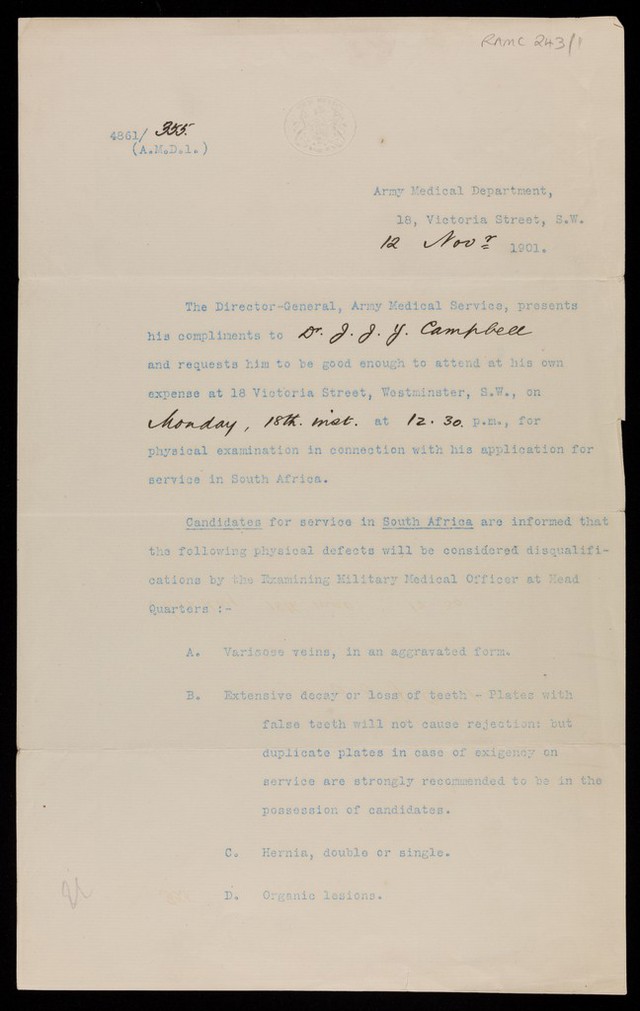 RAMC 243/1
4861/ 355.
(A.M.D.1.)
Army Medical Department,
18, Victoria Street, S.W.
12 Novr 1901.
The Director-General, Army Medical Service, presents
his compliments to Dr. J. J. Y. Campbell
and requests him to be good enough to attend at his own
expense at 18 Victoria Street, Westminster, S.W., on
Monday, 18th. inst. at 12.30 p.m., for
physical examination in connection with his application for
service in South Africa.
Candidates for service in South Africa are informed that
the following physical defects will be considered disqualifi-
cations by the Examining Military Medical Officer at Head
Quarters :-
A. Varicose veins, in an aggravated form.
B. Extensive decay or loss of teeth - Plates with
false teeth will not cause rejection: but
duplicate plates in case of exigency on
service are strongly recommended to be in the
possession of candidates.
C. Hernia, double or single.
D. Organic lesions.